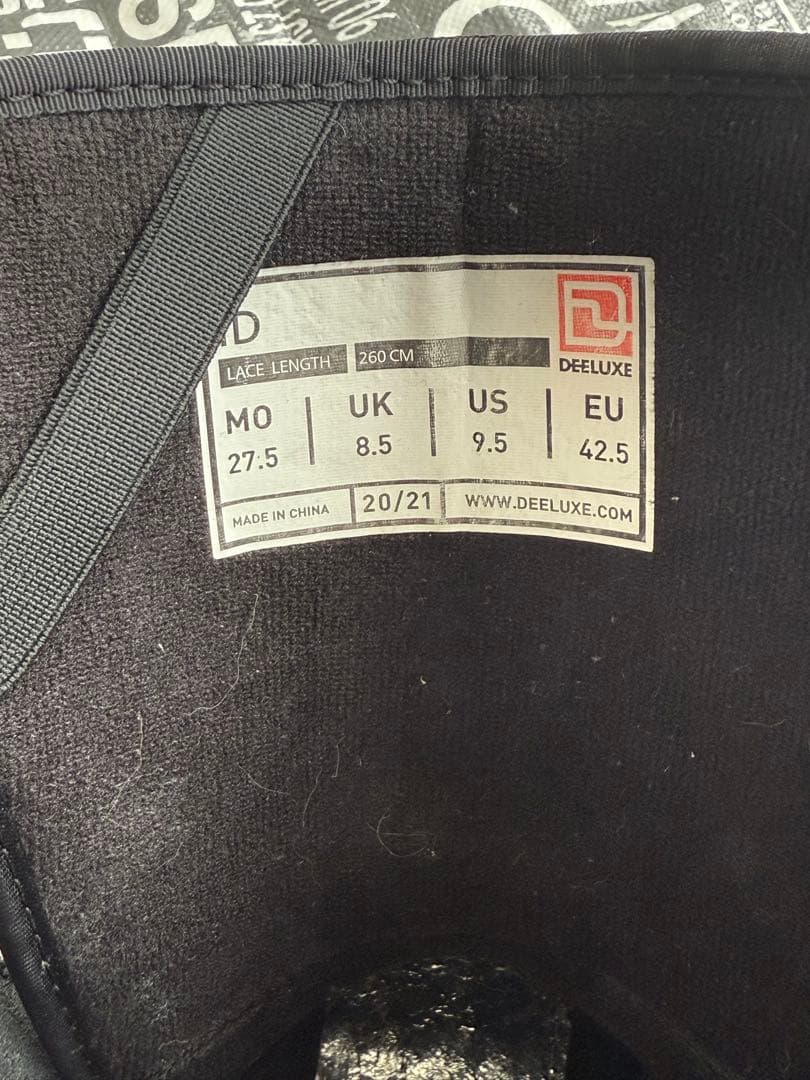 ID
DEELUXE
LACE LENGTH 260 CM
MO UK US EU
27.5 8.5 9.5 42.5
MADE IN CHINA 20/21 WWW.DEELUXE.COM